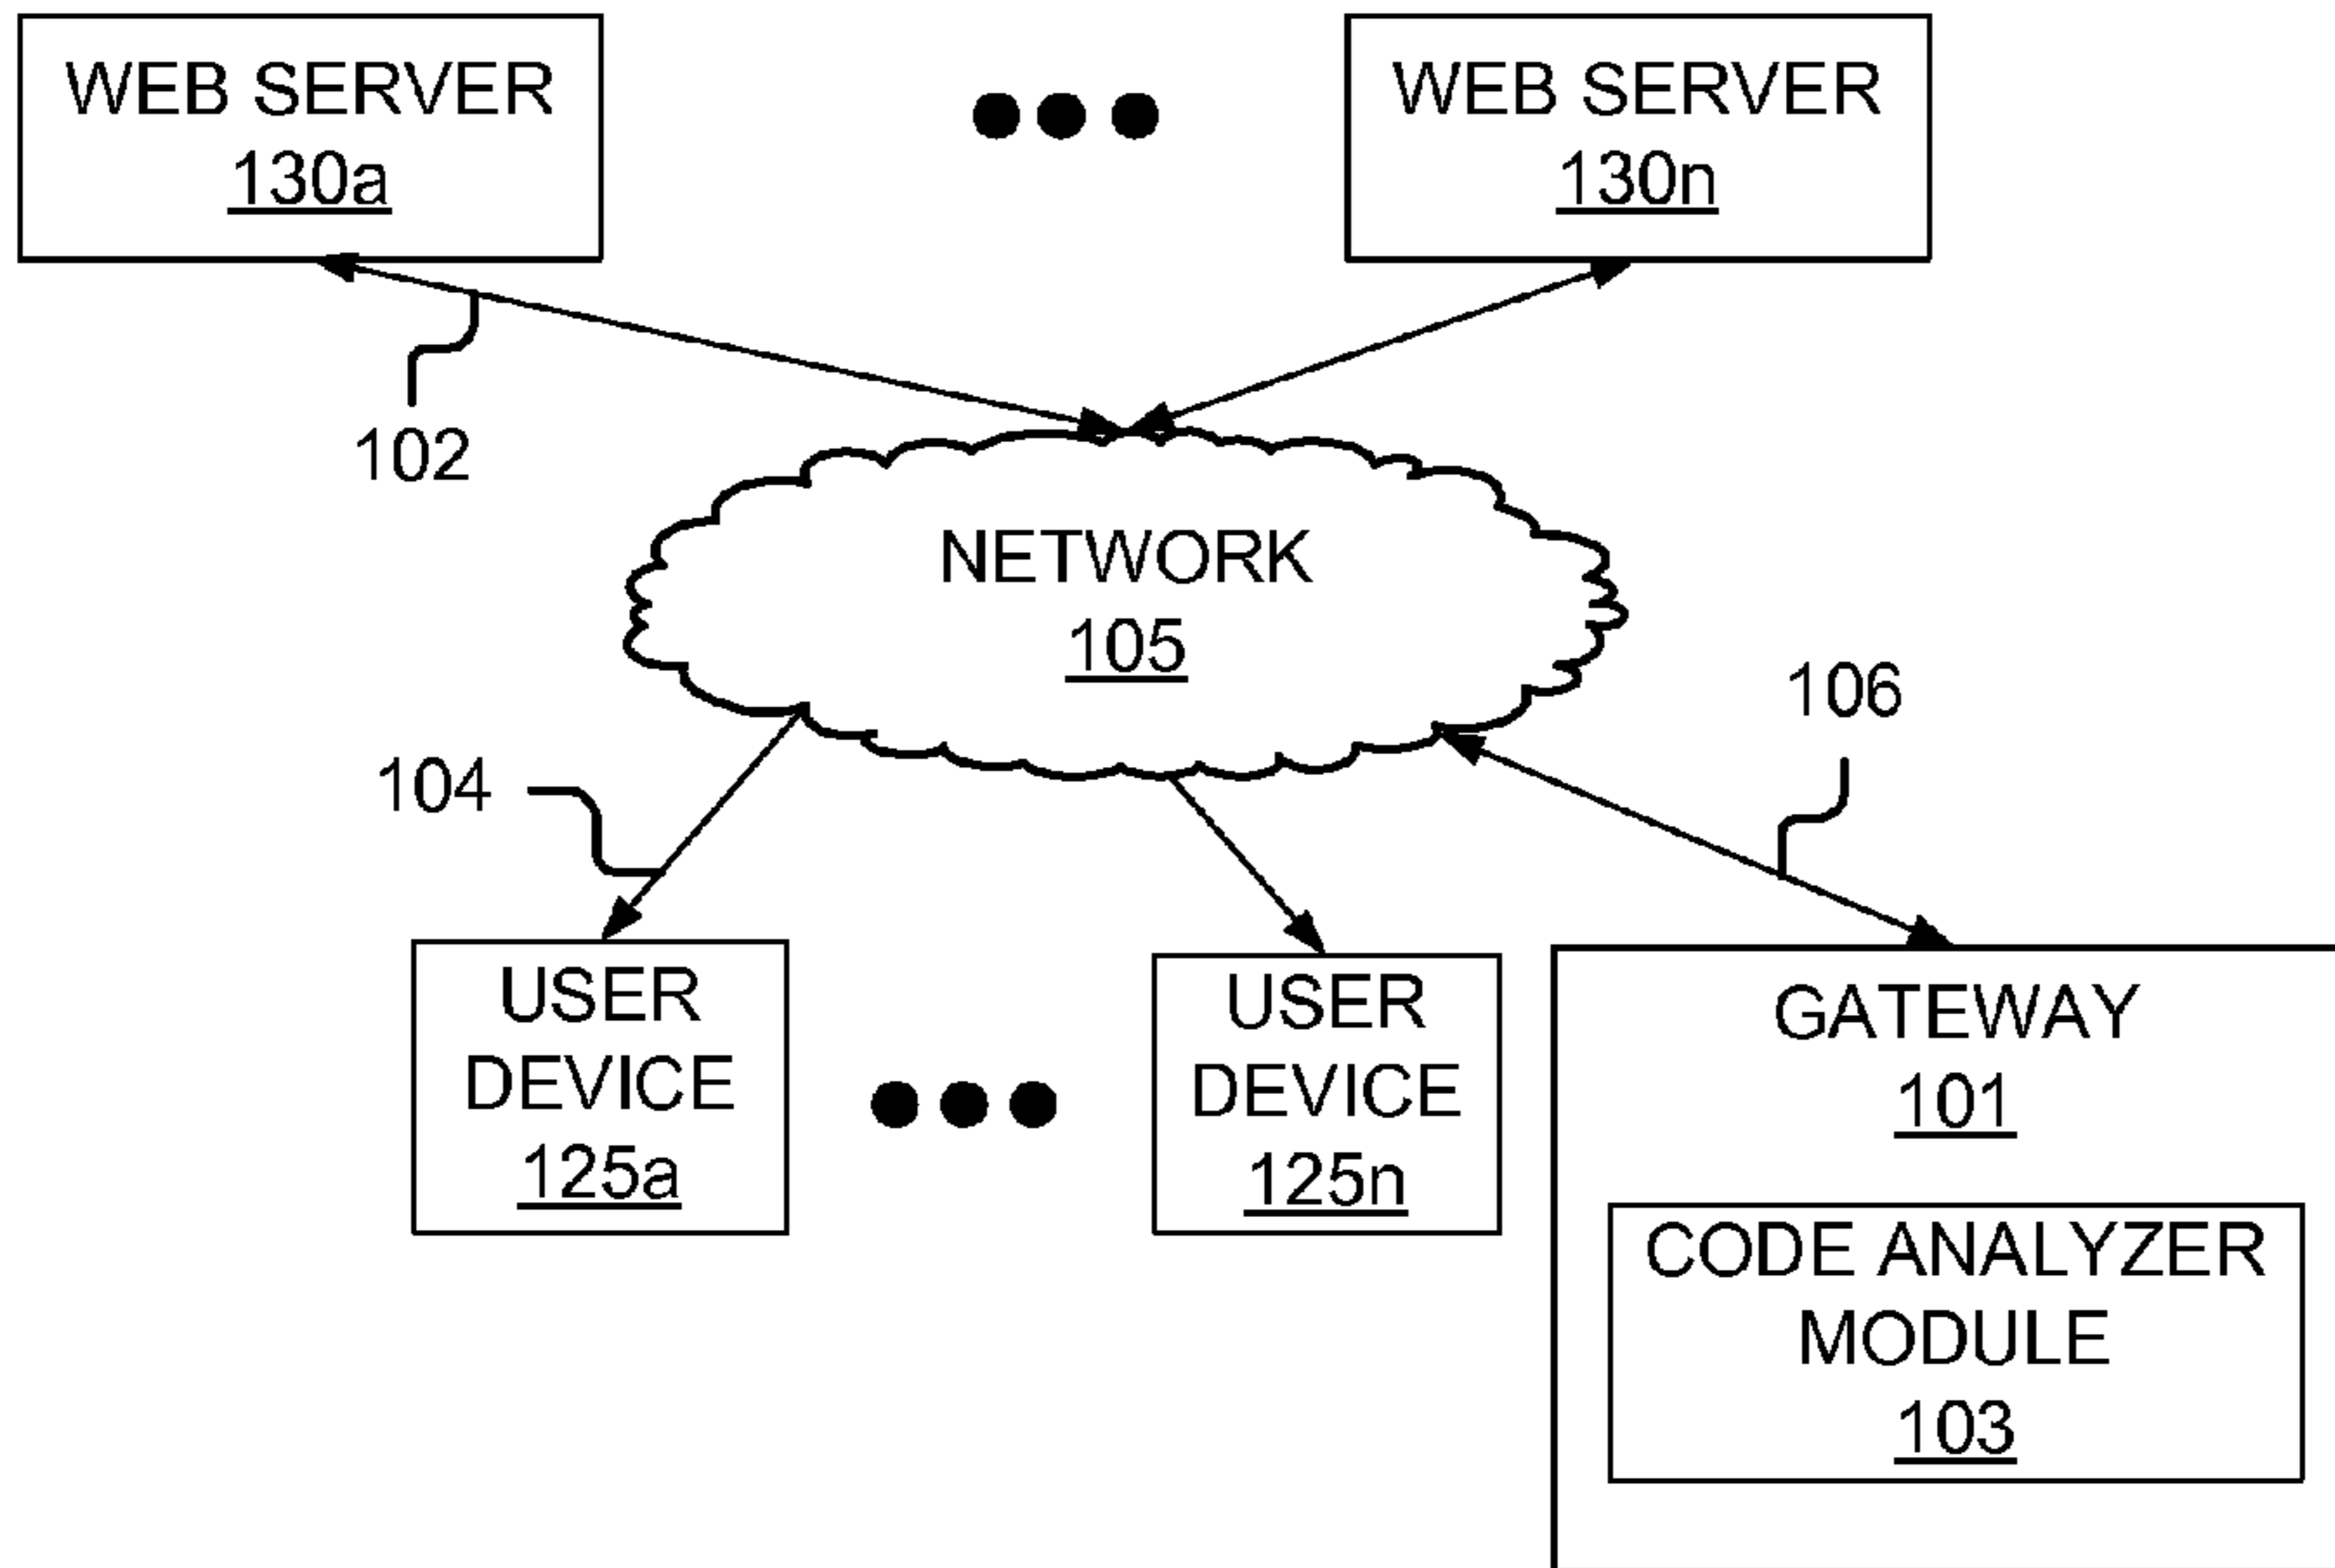 WEB SERVER
130a
WEB SERVER
130n
102
NETWORK
105
106
104
USER
DEVICE
125a
USER
DEVICE
125n
GATEWAY
101
CODE ANALYZER
MODULE
103